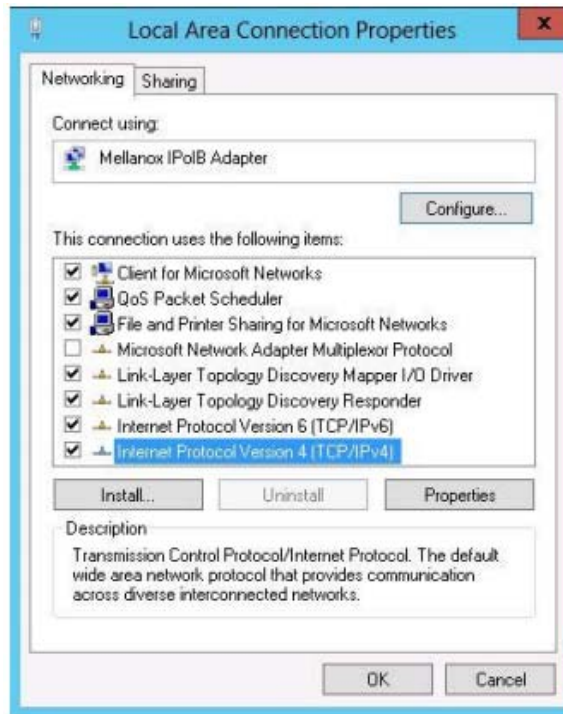 Local Area Connection Properties
x
Networking
Sharing
Connect using:
Mellanox IPoIB Adapter
Configure...
This connection uses the following items:
Client for Microsoft Networks
QoS Packet Scheduler
File and Printer Sharing for Microsoft Networks
Microsoft Network Adapter Multiplexor Protocol
Link-Layer Topology Discovery Mapper I/O Driver
Link-Layer Topology Discovery Responder
Internet Protocol Version 6 (TCP/IPv6)
Internet Protocol Version 4 (TCP/IPv4)
Install...
Uninstall
Properties
Description
Transmission Control Protocol/Internet Protocol. The default
wide area network protocol that provides communication
across diverse interconnected networks.
OK
Cancel